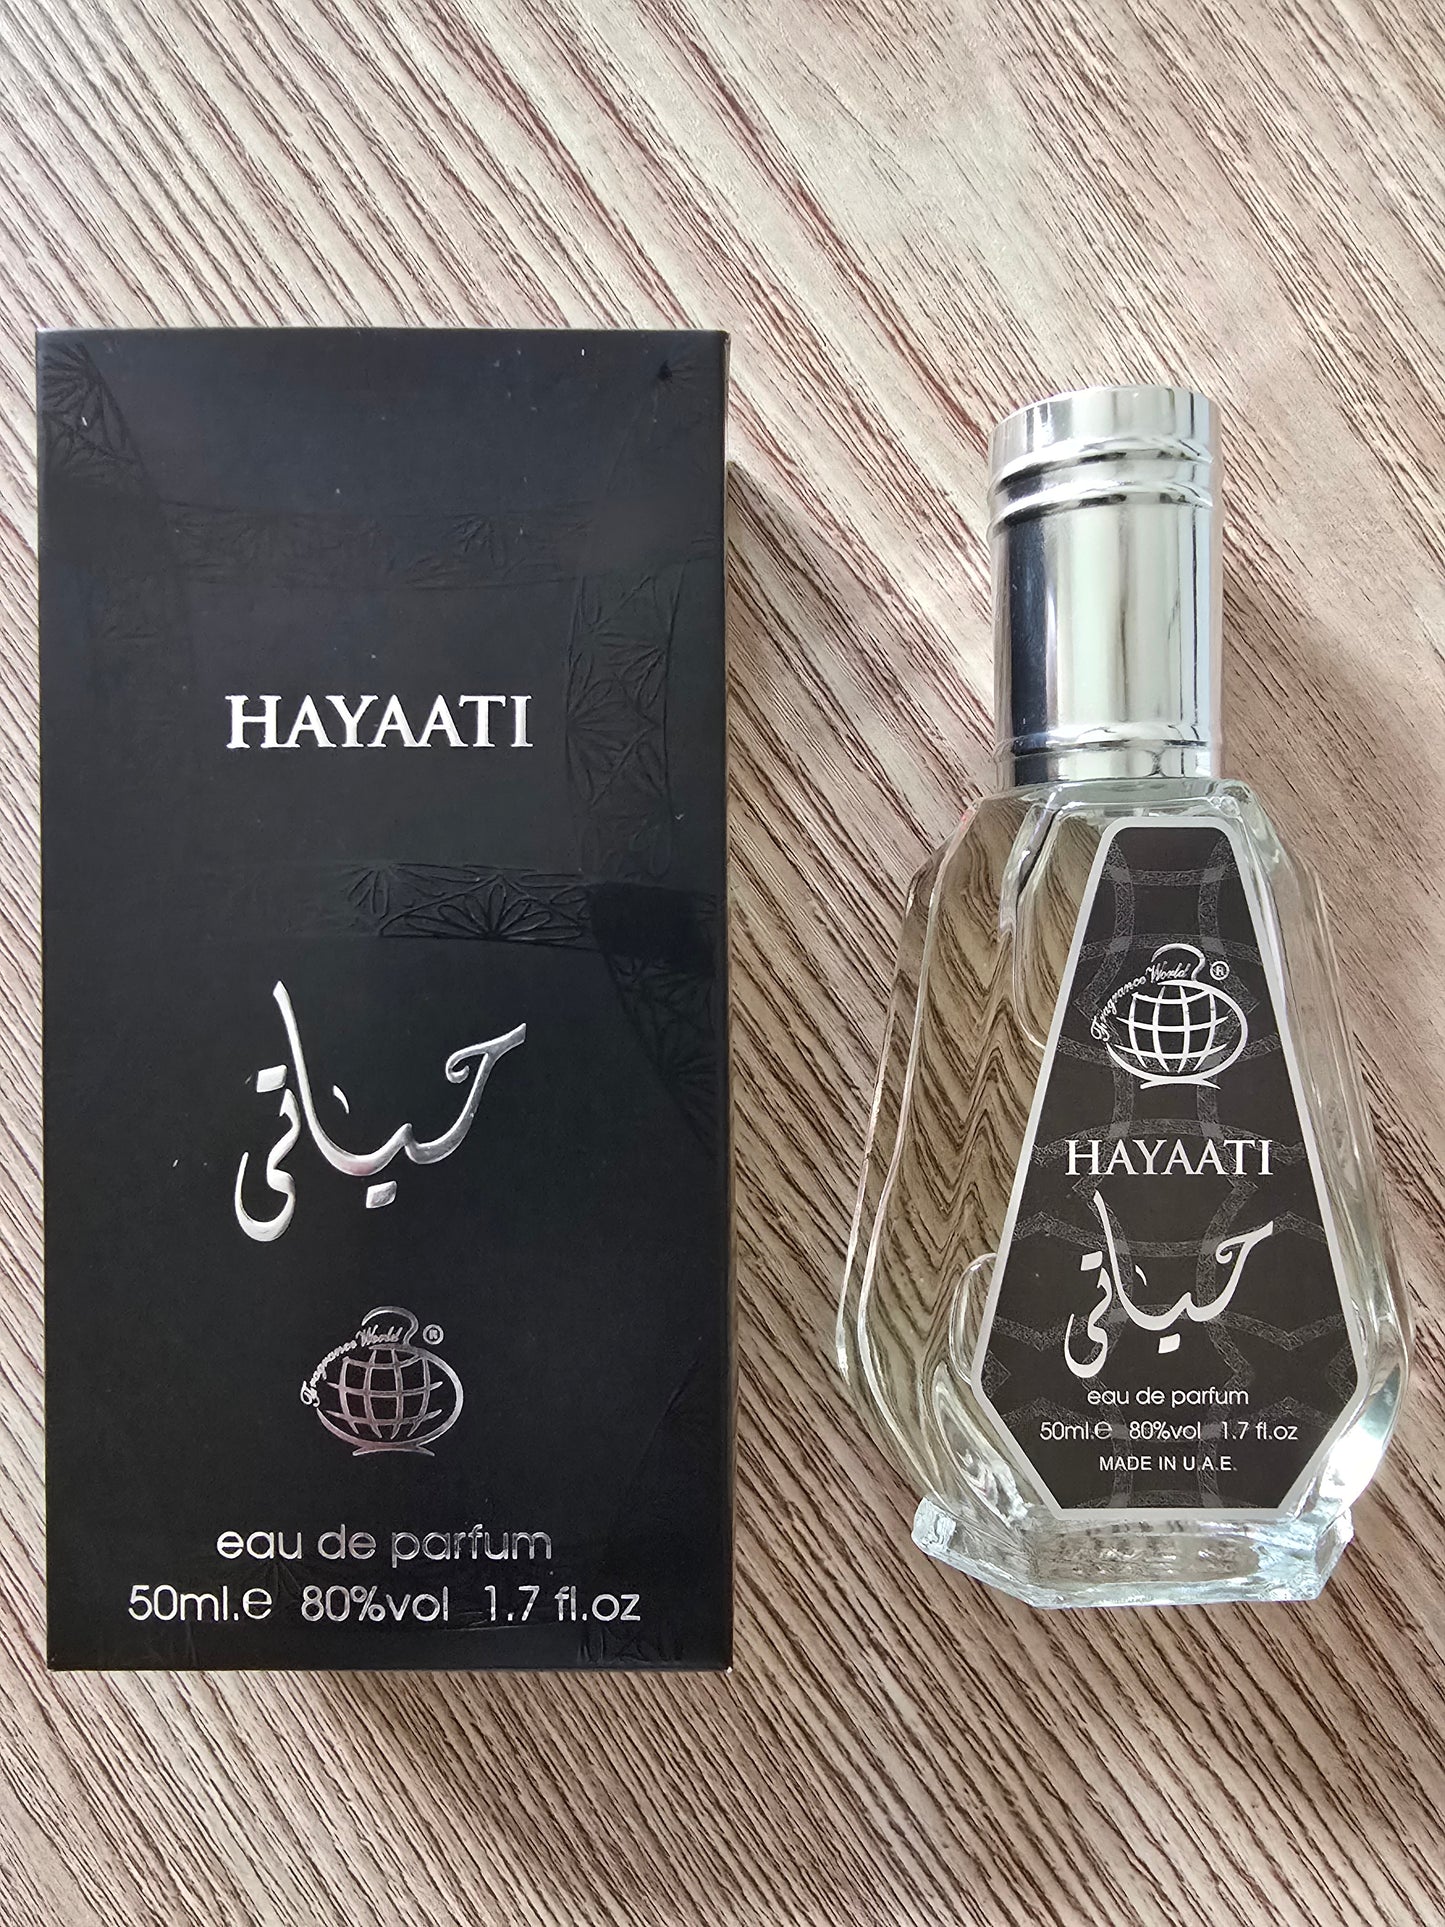 HAYAATI
حياتي
Fragrance World ®
eau de parfum
50ml.e 80%vol 1.7 fl.oz
Fragrance World ®
HAYAATI
حياتي
eau de parfum
50ml.e 80%vol 1.7 fl.oz
MADE IN U.A.E.